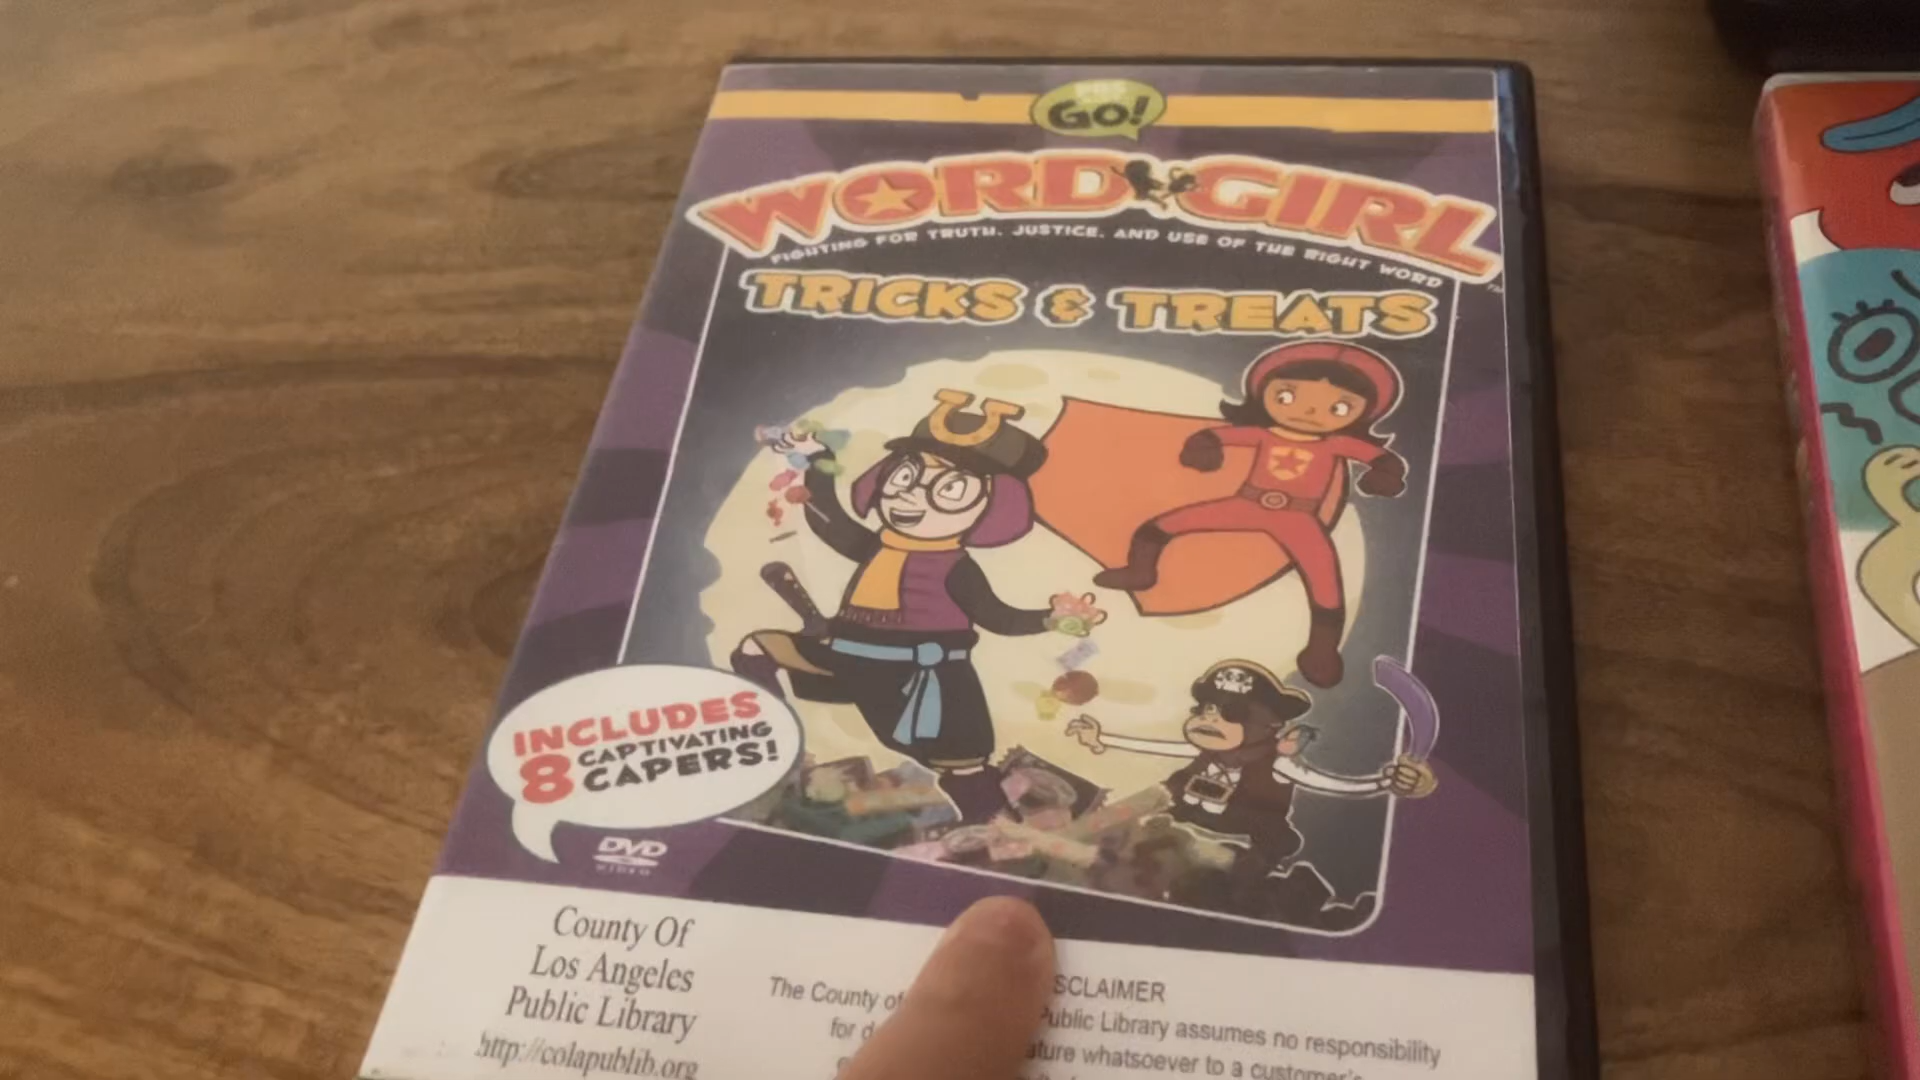 PBS
GO!
WORD GIRL
FIGHTING FOR TRUTH, JUSTICE, AND USE OF THE RIGHT WORD
TM
TRICKS & TREATS
INCLUDES
8 CAPTIVATING
CAPERS!
DVD
VIDEO
County Of
Los Angeles
Public Library
http://colapublib.org
SCLAIMER
The County of Public Library assumes no responsibility
for ature whatsoever to a customer's